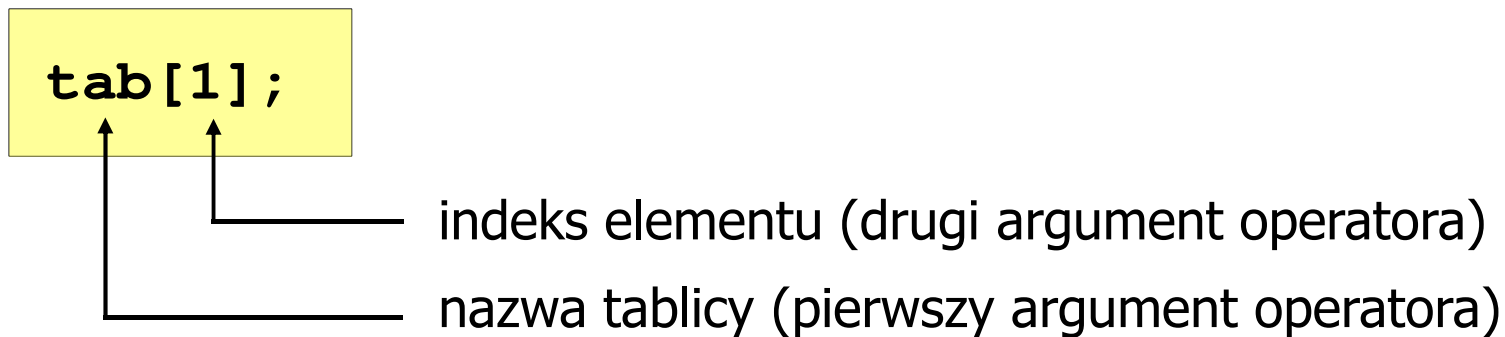 tab[1];
indeks elementu (drugi argument operatora)
nazwa tablicy (pierwszy argument operatora)